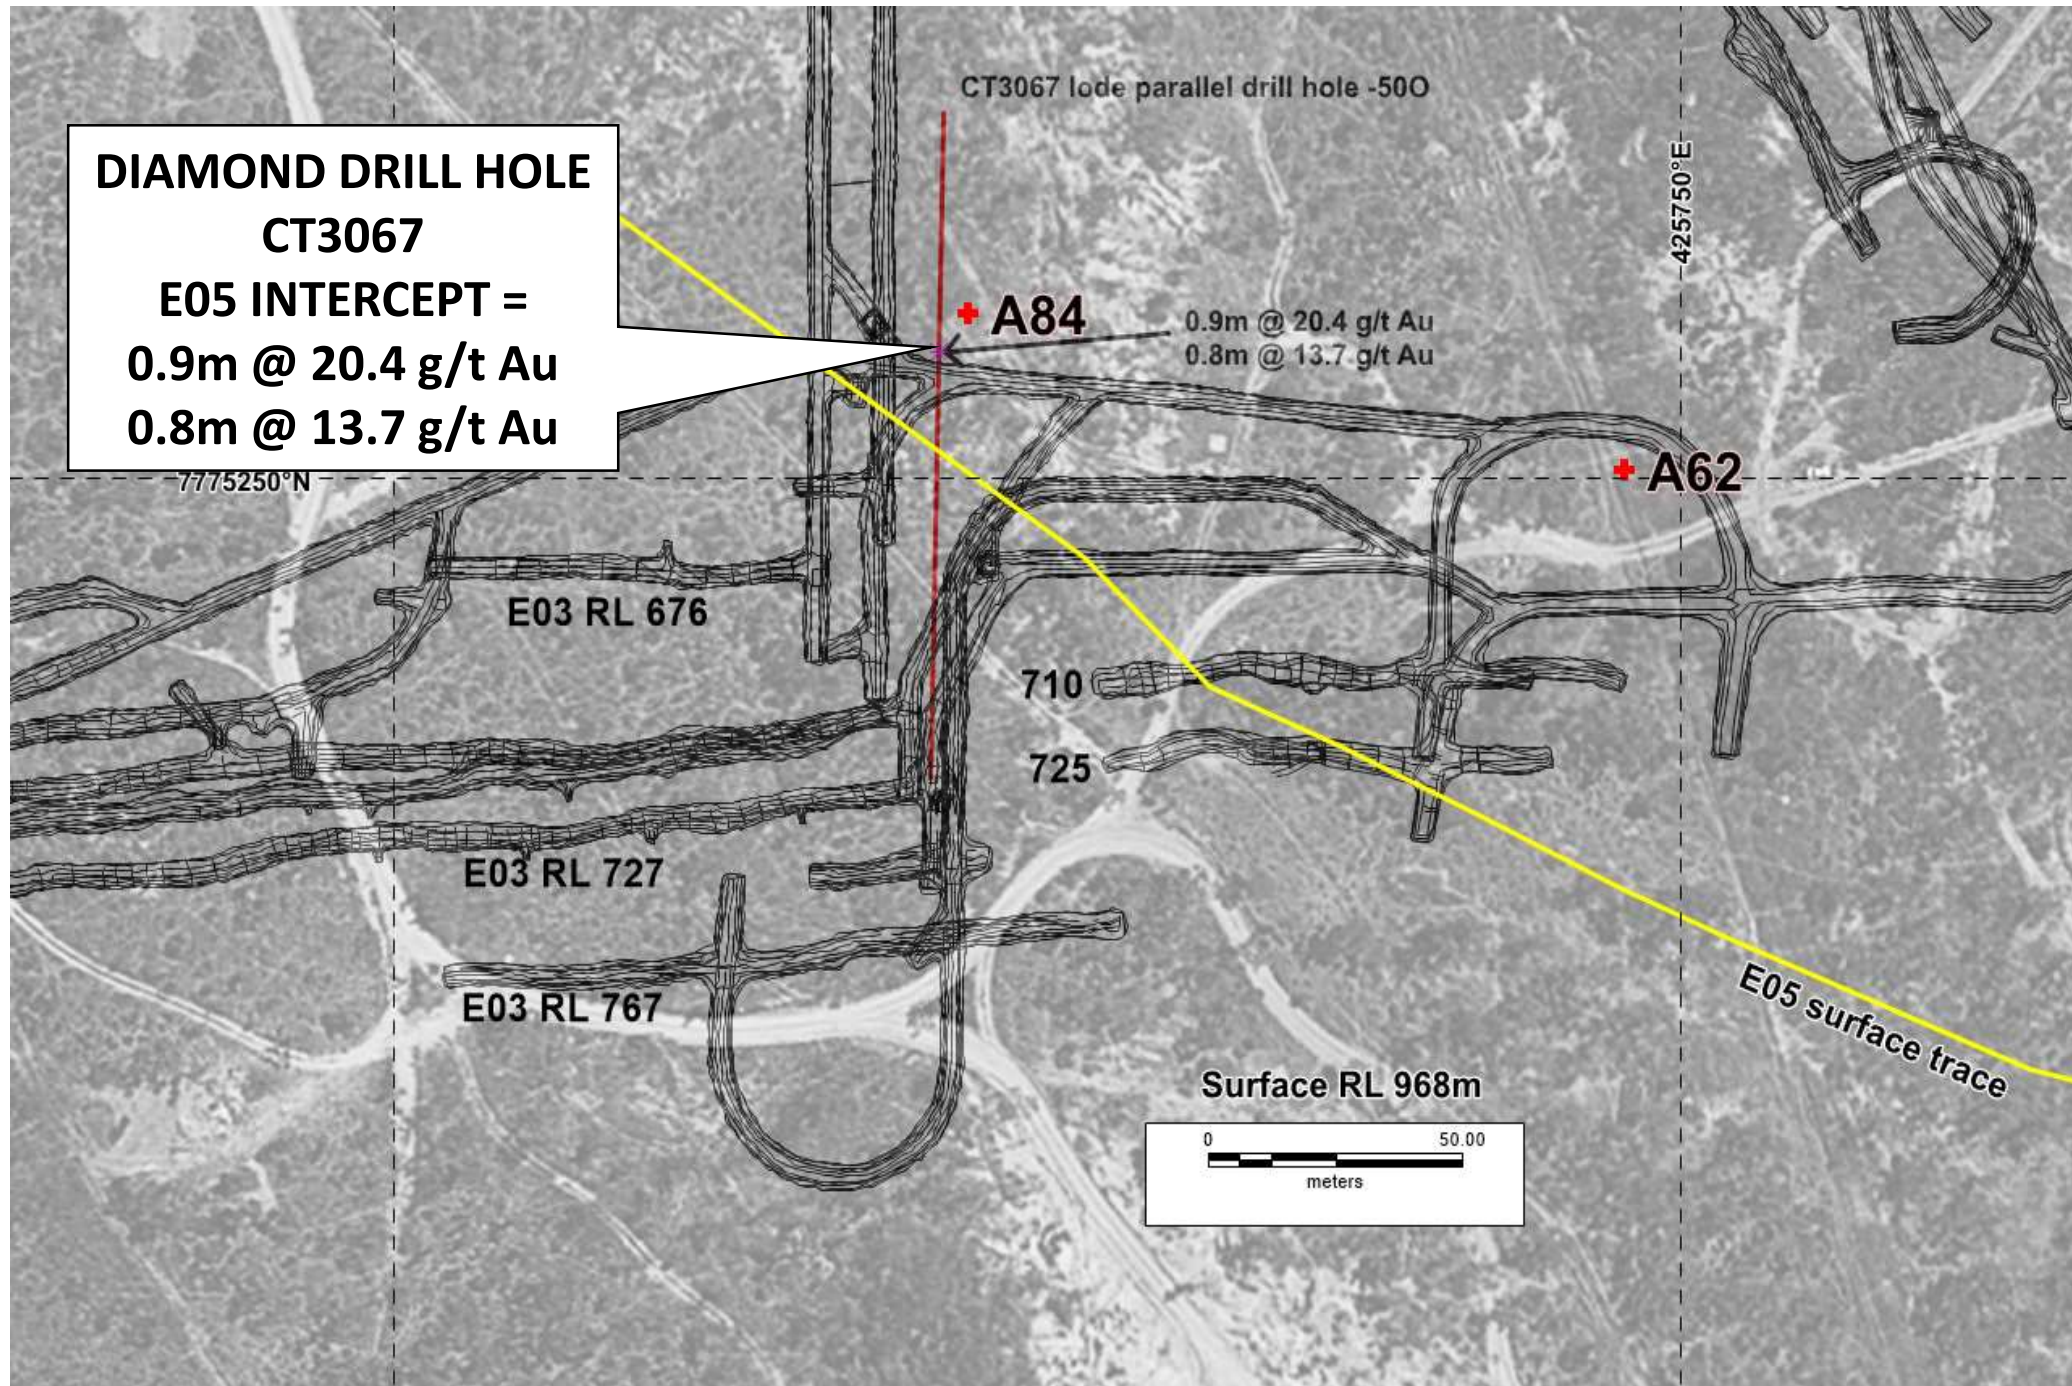 CT3067 lode parallel drill hole -50O
DIAMOND DRILL HOLE
CT3067
E05 INTERCEPT =
0.9m @ 20.4 g/t Au
0.8m @ 13.7 g/t Au
425750°E
A84
0.9m @ 20.4 g/t Au
0.8m @ 13.7 g/t Au
A62
7775250°N
E03 RL 676
710
725
E03 RL 727
E03 RL 767
E05 surface trace
Surface RL 968m
0 50.00
meters